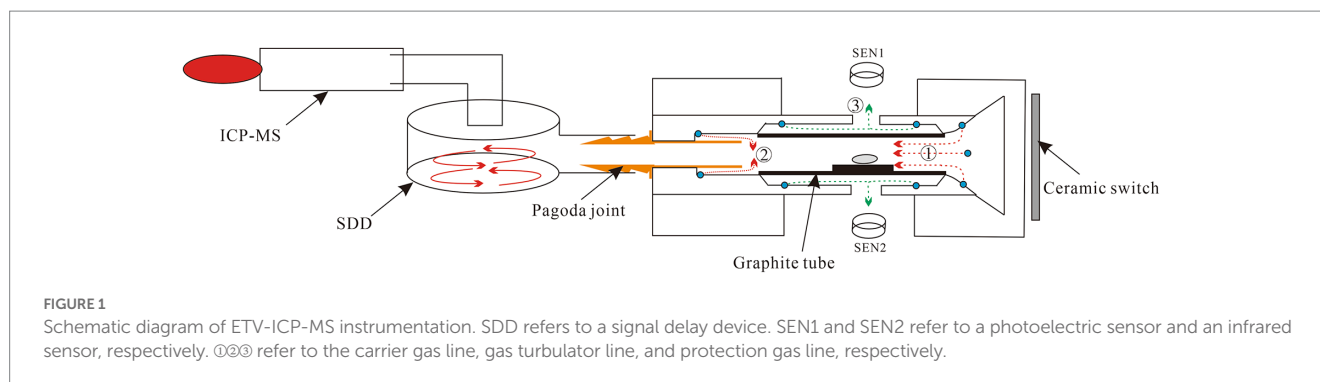 SEN1
③
ICP-MS
②
①
Ceramic switch
SDD
Pagoda joint
SEN2
Graphite tube
FIGURE 1
Schematic diagram of ETV-ICP-MS instrumentation. SDD refers to a signal delay device. SEN1 and SEN2 refer to a photoelectric sensor and an infrared
sensor, respectively. ①②③ refer to the carrier gas line, gas turbulator line, and protection gas line, respectively.